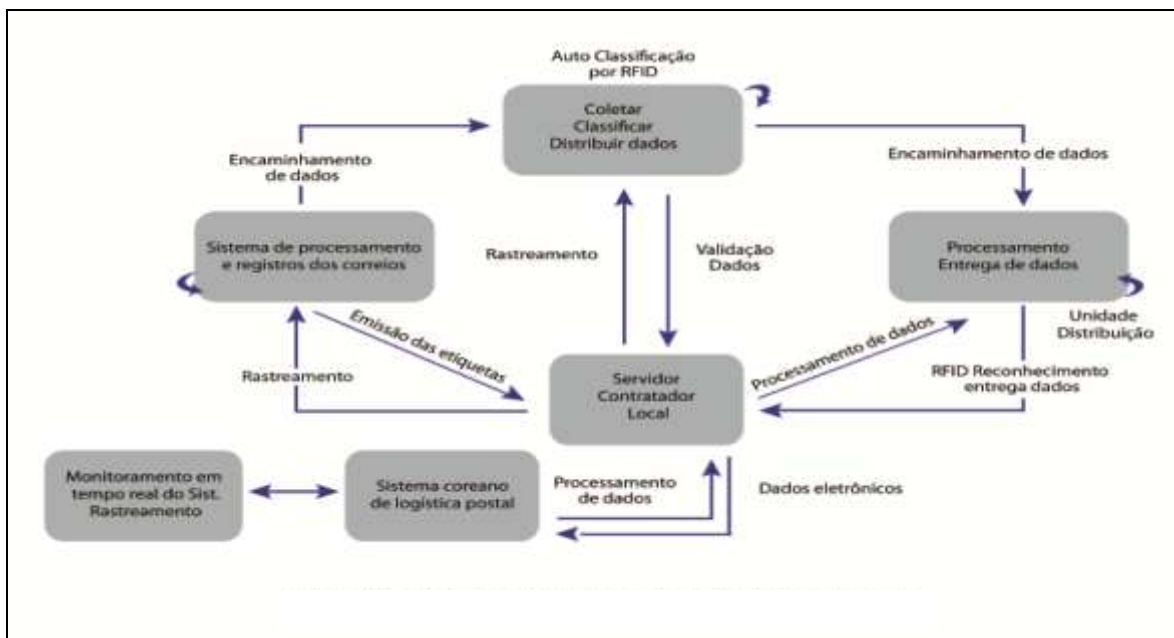 Auto Classificação
por RFID
Coletar
Classificar
Distribuir dados
Encaminhamento
de dados
Encaminhamento de dados
Sistema de processamento
e registros dos correios
Rastreamento
Validação
Dados
Processamento
Entrega de dados
Unidade
Distribuição
Emissão das etiquetas
Processamento de dados
Rastreamento
Servidor
Contratador
Local
RFID Reconhecimento
entrega dados
Monitoramento em
tempo real do Sist.
Rastreamento
Sistema coreano
de logística postal
Processamento
de dados
Dados eletrônicos